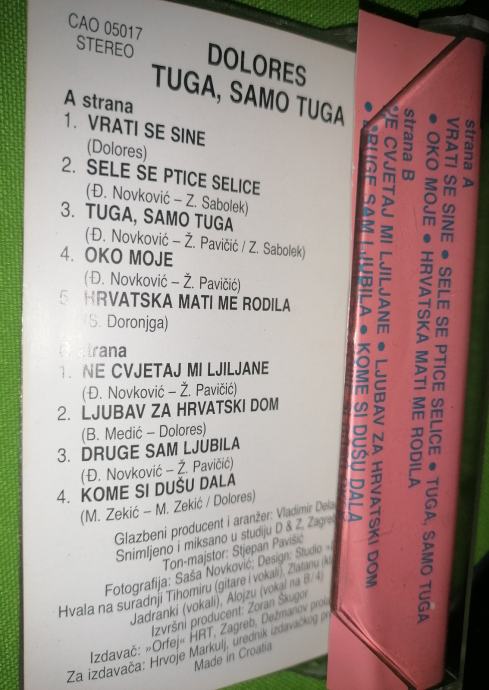 CAO 05017
STEREO
DOLORES
TUGA, SAMO TUGA
A strana
1. VRATI SE SINE
(Dolores)
2. SELE SE PTICE SELICE
(Đ. Novković – Z. Sabolek)
3. TUGA, SAMO TUGA
(Đ. Novković – Ž. Pavičić / Z. Sabolek)
4. OKO MOJE
(Đ. Novković – Ž. Pavičić)
5. HRVATSKA MATI ME RODILA
(S. Doronjga)
strana
1. NE CVJETAJ MI LJILJANE
(Đ. Novković – Ž. Pavičić)
2. LJUBAV ZA HRVATSKI DOM
(B. Medić – Dolores)
3. DRUGE SAM LJUBILA
(Đ. Novković – Ž. Pavičić)
4. KOME SI DUŠU DALA
(M. Zekić – M. Zekić / Dolores)
Glazbeni producent i aranžer: Vladimir
Snimljeno i miksano u studiju D & Z,
Ton-majstor: Stjepan Pavišić
Fotografija: Saša Novković; Design: Studio
Hvala na suradnji Tihomiru (gitare i vokali), Zlatanu
Jadranki (vokali), Alojzu (vokal na B/4)
Izvršni producent: Zoran Škugor
Izdavač: »Orfej« HRT, Zagreb, Dežmanov
Za izdavača: Hrvoje Markulj, urednik izdavačkog
Made in Croatia
strana A
VRATI SE SINE • SELE SE PTICE SELICE • TUGA, SAMO TUGA
• OKO MOJE • HRVATSKA MATI ME RODILA
strana B
NE CVJETAJ MI LJILJANE • LJUBAV ZA HRVATSKI DOM
• DRUGE SAM LJUBILA • KOME SI DUŠU DALA